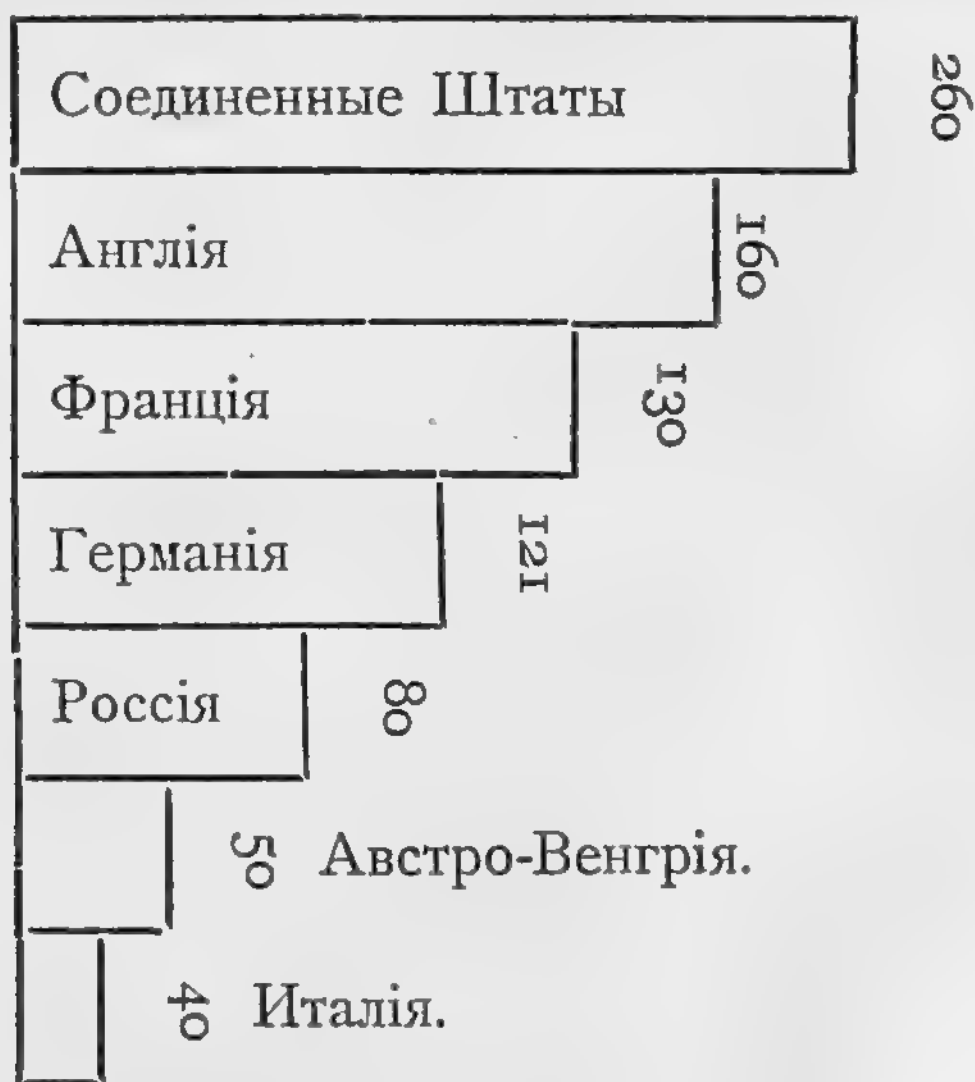 Соединенные Штаты 260
Англія 160
Франція 130
Германія 121
Россія 80
50 Австро-Венгрія.
40 Италія.